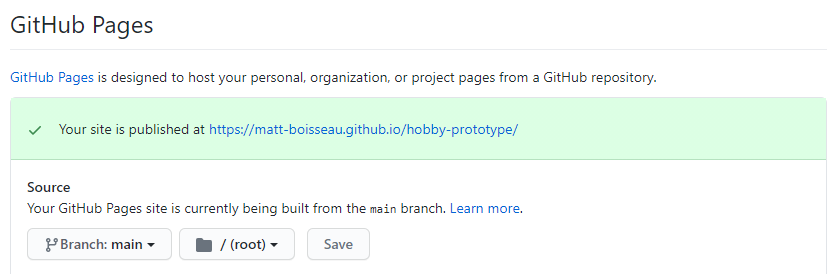 GitHub Pages
GitHub Pages is designed to host your personal, organization, or project pages from a GitHub repository.
Your site is published at https://matt-boisseau.github.io/hobby-prototype/
Source
Your GitHub Pages site is currently being built from the main branch. Learn more.
Branch: main / (root) Save